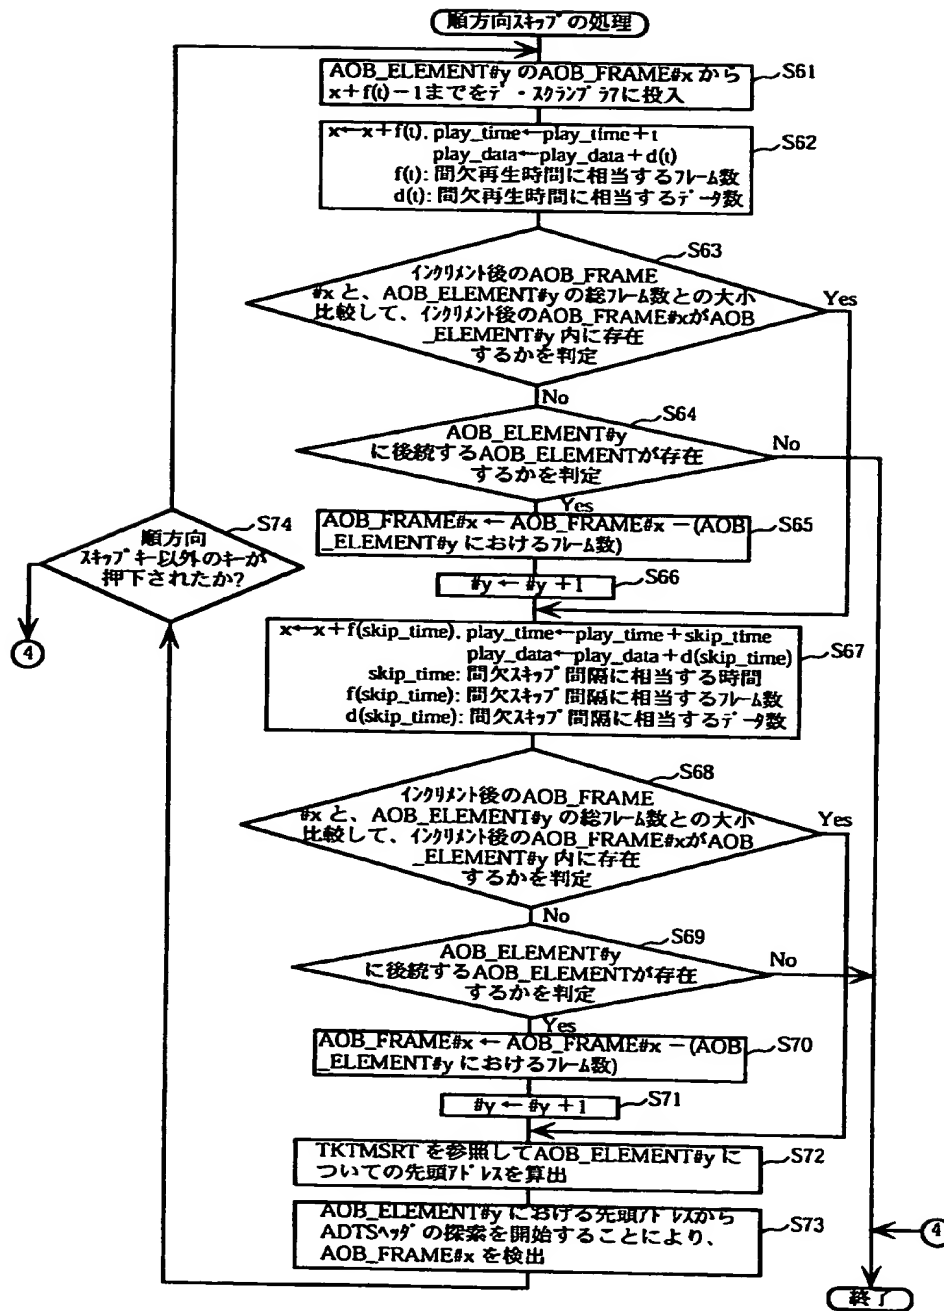 順方向スキップの処理
AOB_ELEMENT#y のAOB_FRAME#x から
x+f(t)-1までをデ・スクランブラ7に投入
S61
x←x+f(t), play_time←play_time+t
play_data←play_data+d(t)
f(t): 間欠再生時間に相当するフレーム数
d(t): 間欠再生時間に相当するデータ数
S62
S63
インクリメント後のAOB_FRAME
#x と、AOB_ELEMENT#y の総フレーム数との大小
比較して、インクリメント後のAOB_FRAME#xがAOB
_ELEMENT#y 内に存在
するかを判定
Yes
No
S64
AOB_ELEMENT#y
に後続するAOB_ELEMENTが存在
するかを判定
No
Yes
AOB_FRAME#x ← AOB_FRAME#x −(AOB
_ELEMENT#y におけるフレーム数)
S65
#y ← #y +1
S66
S74
順方向
スキップキー以外のキーが
押下されたか?
4
x←x+f(skip_time), play_time←play_time+skip_time
play_data←play_data+d(skip_time)
skip_time: 間欠スキップ間隔に相当する時間
f(skip_time): 間欠スキップ間隔に相当するフレーム数
d(skip_time): 間欠スキップ間隔に相当するデータ数
S67
S68
インクリメント後のAOB_FRAME
#x と、AOB_ELEMENT#y の総フレーム数との大小
比較して、インクリメント後のAOB_FRAME#xがAOB
_ELEMENT#y 内に存在
するかを判定
Yes
No
S69
AOB_ELEMENT#y
に後続するAOB_ELEMENTが存在
するかを判定
No
Yes
AOB_FRAME#x ← AOB_FRAME#x −(AOB
_ELEMENT#y におけるフレーム数)
S70
#y ← #y +1
S71
TKTMSRT を参照してAOB_ELEMENT#y に
ついての先頭アドレスを算出
S72
AOB_ELEMENT#y における先頭アドレスから
ADTSヘッダの探索を開始することにより、
AOB_FRAME#x を検出
S73
4
終了